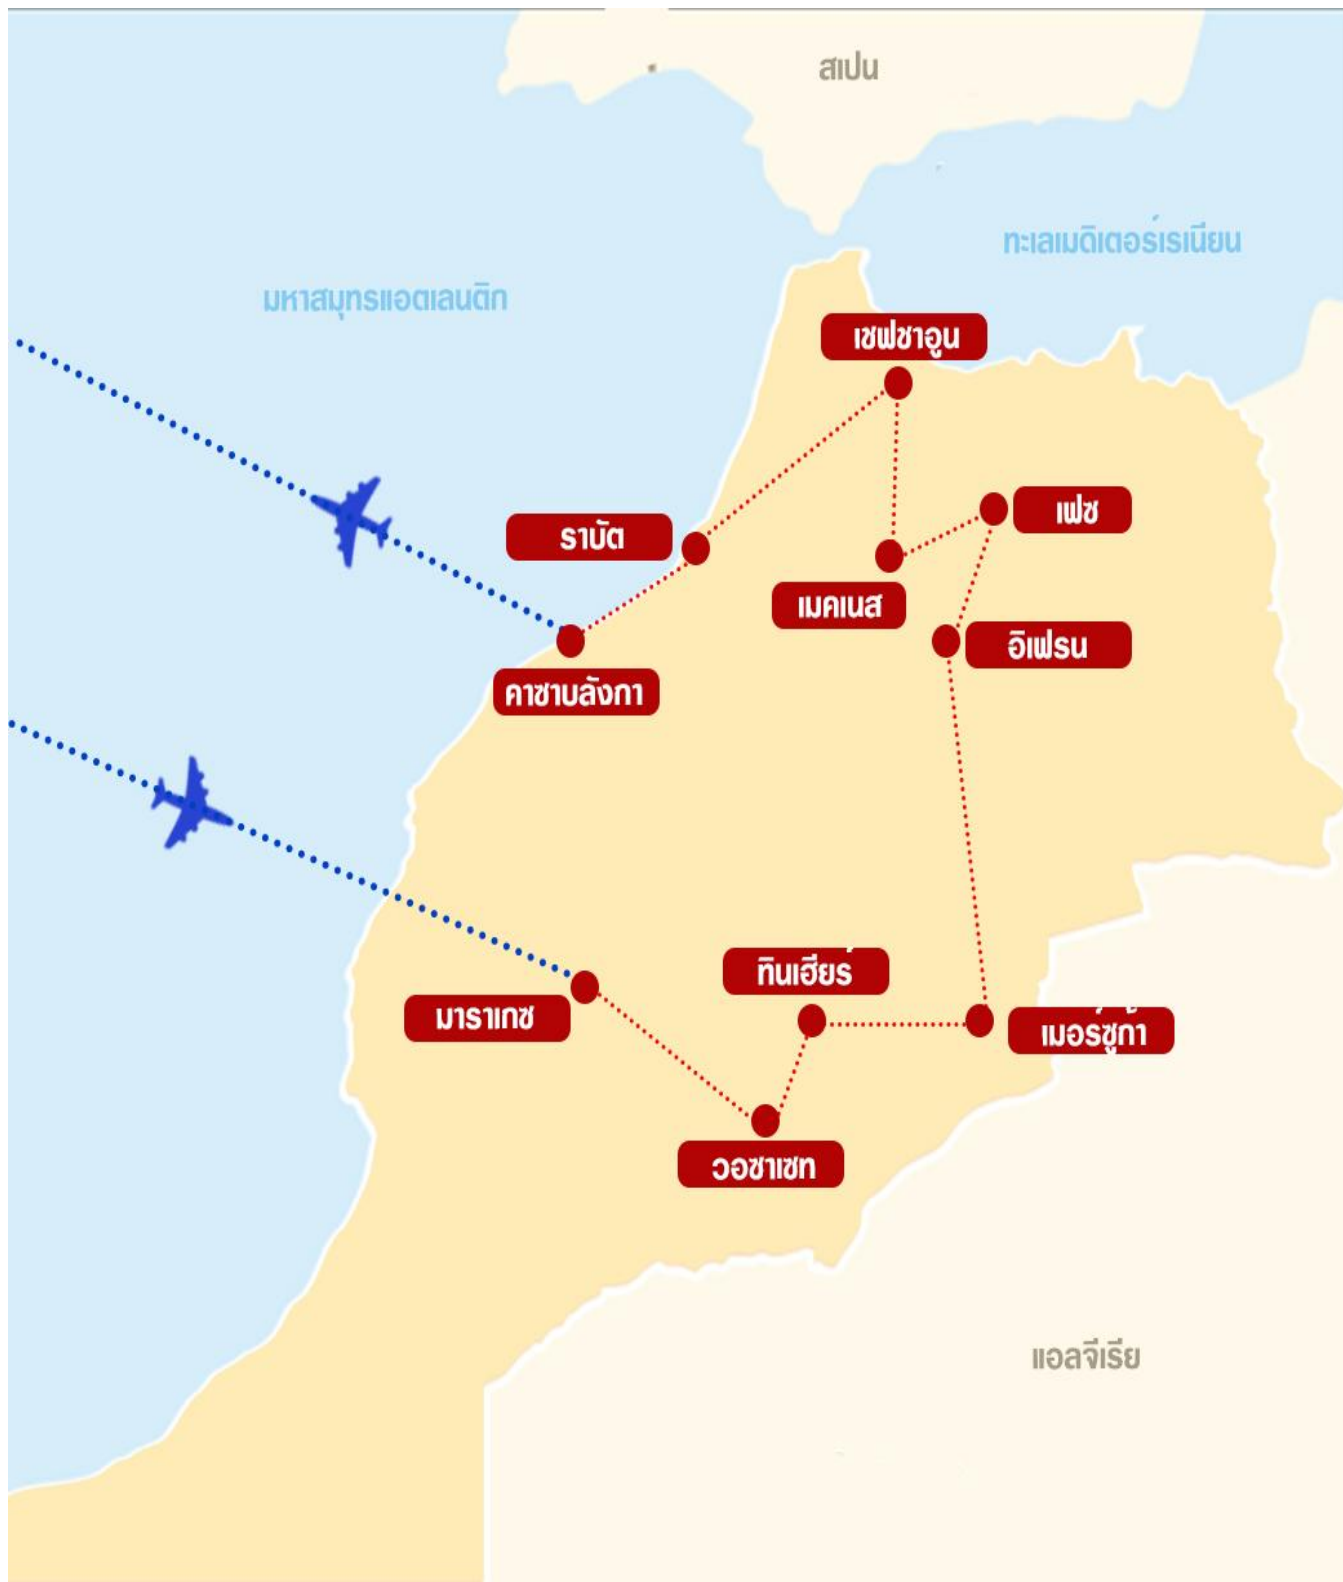 สเปน
ทะเลเมดิเตอร์เรเนียน
มหาสมุทรแอตเลนติก
เชฟชาอูน
เฟซ
ราบัต
เมคเนส
อิเฟรน
คาซาบลังกา
ทินเฮียร์
มาราเกซ
เมอร์ซูก้า
วอซาเซท
แอลจีเรีย